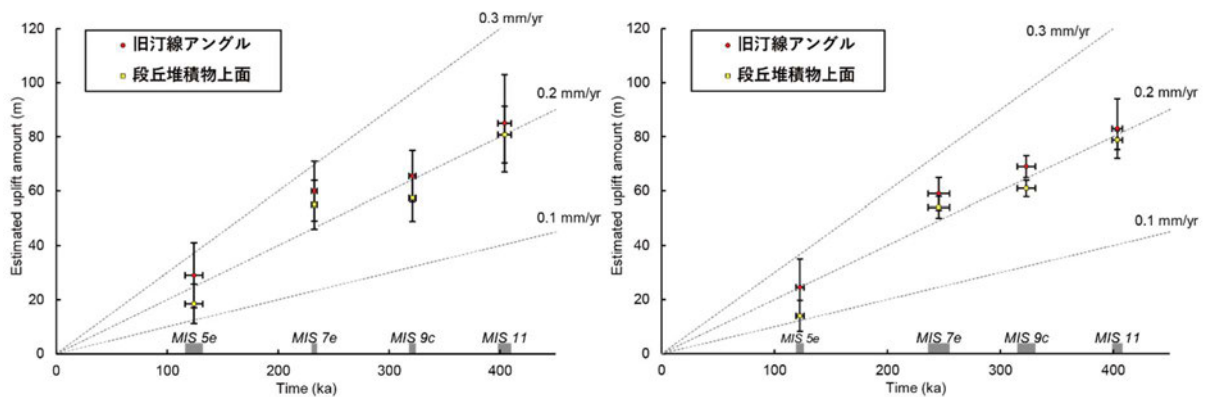 120
100
80
60
40
20
0
Estimated uplift amount (m)
旧汀線アングル
段丘堆積物上面
0.3 mm/yr
0.2 mm/yr
0.1 mm/yr
MIS 5e
MIS 7e
MIS 9c
MIS 11
0 100 200 300 400
Time (ka)
120
100
80
60
40
20
0
Estimated uplift amount (m)
旧汀線アングル
段丘堆積物上面
0.3 mm/yr
0.2 mm/yr
0.1 mm/yr
MIS 5e
MIS 7e
MIS 9c
MIS 11
0 100 200 300 400
Time (ka)